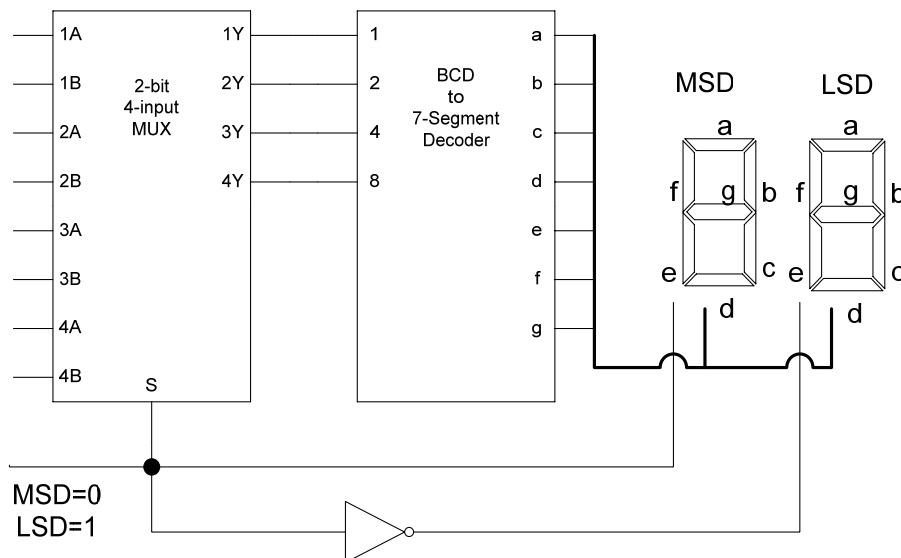 1A
1B
2A
2B
3A
3B
4A
4B
2-bit
4-input
MUX
1Y
2Y
3Y
4Y
S
1
2
4
8
BCD
to
7-Segment
Decoder
a
b
c
d
e
f
g
MSD
LSD
a
f
g
b
e
c
d
a
f
g
b
e
c
d
MSD=0
LSD=1